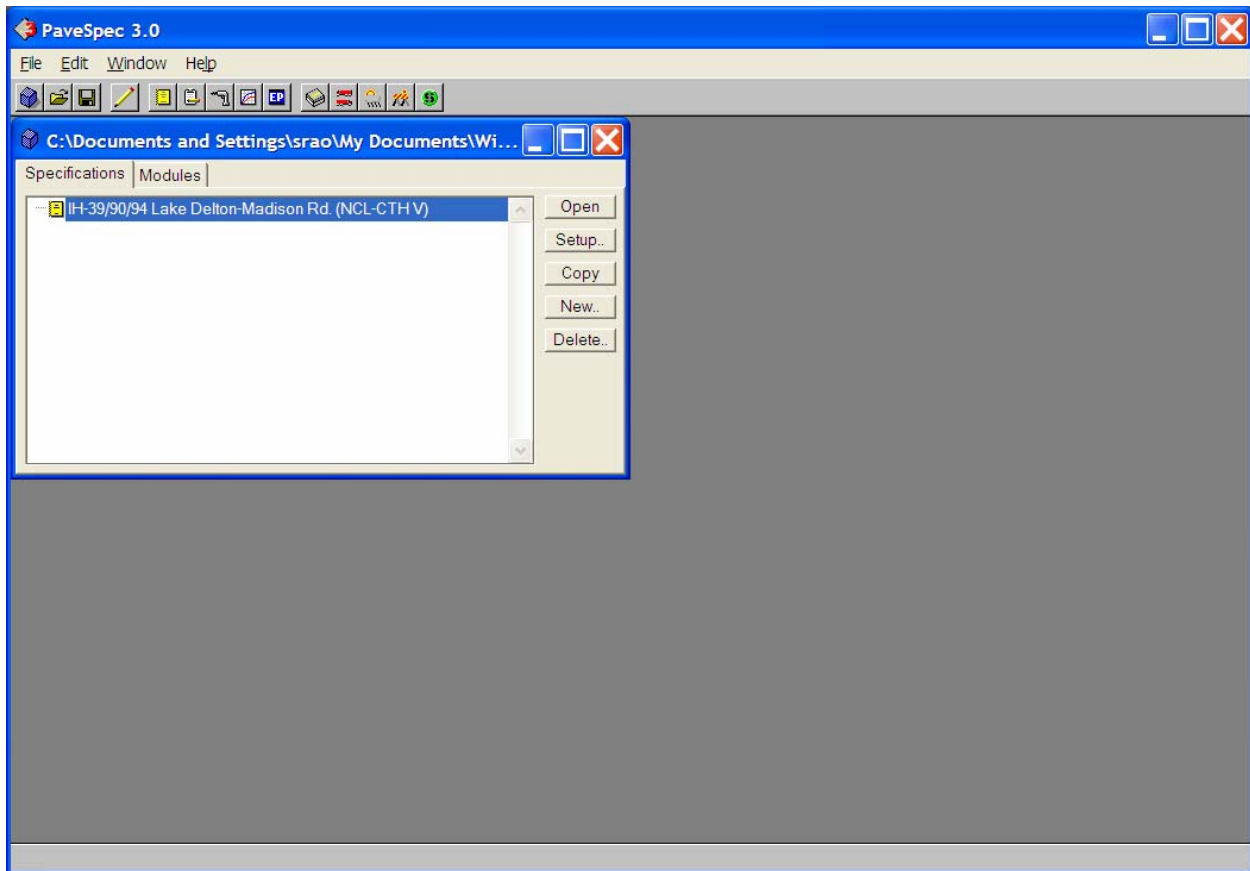 PaveSpec 3.0
File Edit Window Help
EP
C:\Documents and Settings\srao\My Documents\Wi...
Specifications Modules
IH-39/90/94 Lake Delton-Madison Rd. (NCL-CTH V)
Open
Setup..
Copy
New..
Delete..